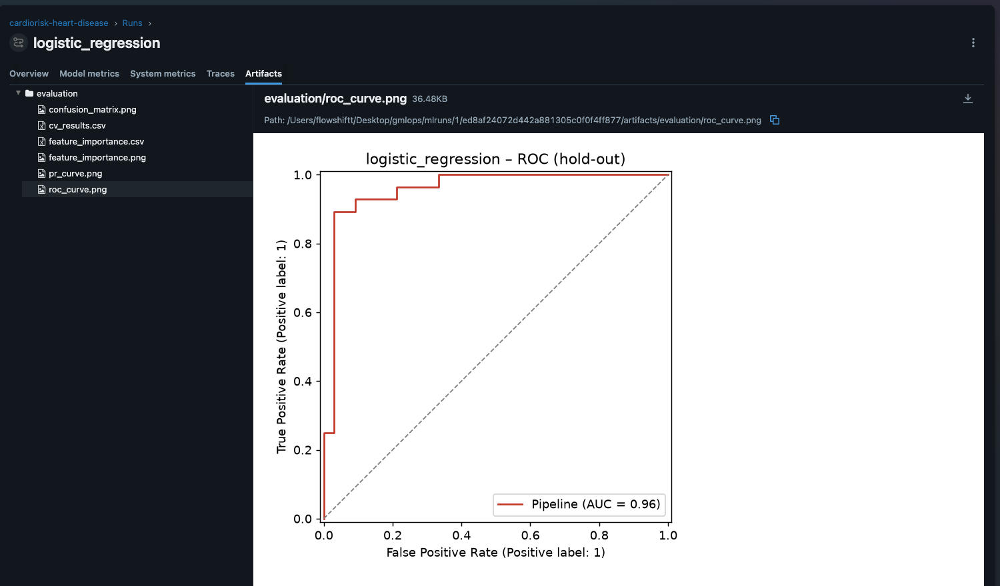 cardiorisk-heart-disease › Runs ›
logistic_regression
Overview Model metrics System metrics Traces Artifacts
evaluation
confusion_matrix.png
cv_results.csv
feature_importance.csv
feature_importance.png
pr_curve.png
roc_curve.png
evaluation/roc_curve.png 36.48KB
Path: /Users/flowshiftt/Desktop/gmlops/mlruns/1/ed8af24072d442a881305c0f0f4ff877/artifacts/evaluation/roc_curve.png
logistic_regression – ROC (hold-out)
1.0
0.8
0.6
0.4
0.2
0.0
True Positive Rate (Positive label: 1)
Pipeline (AUC = 0.96)
0.0 0.2 0.4 0.6 0.8 1.0
False Positive Rate (Positive label: 1)